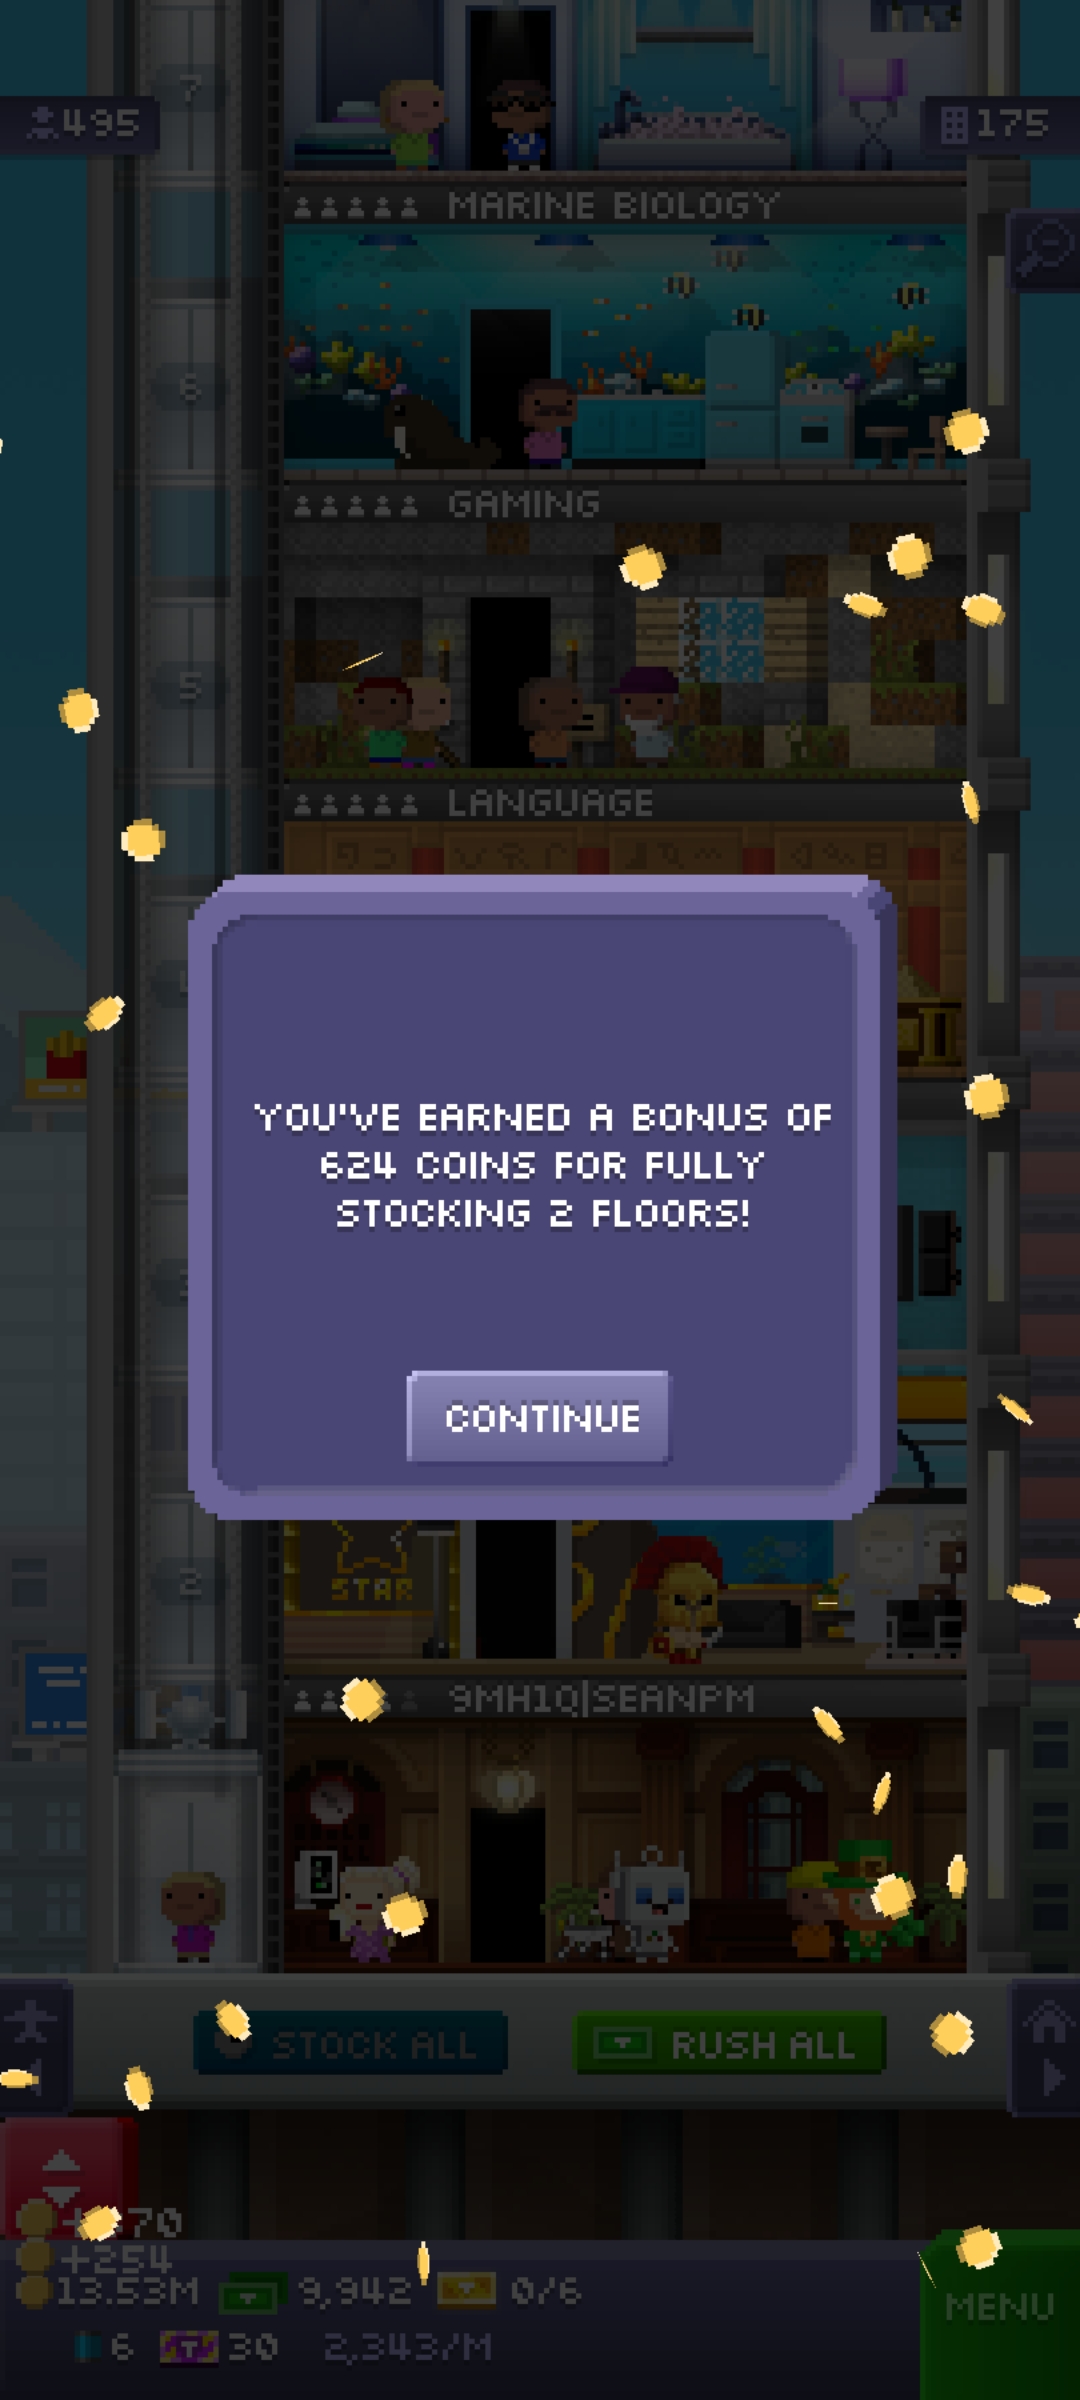 7
495
175
MARINE BIOLOGY
6
GAMING
5
LANGUAGE
YOU'VE EARNED A BONUS OF
624 COINS FOR FULLY
STOCKING 2 FLOORS!
CONTINUE
2
STAR
9MH1Q|SEANPM
STOCK ALL
RUSH ALL
+254
13.53M
9,942
0/6
MENU
6
30
2,343/M